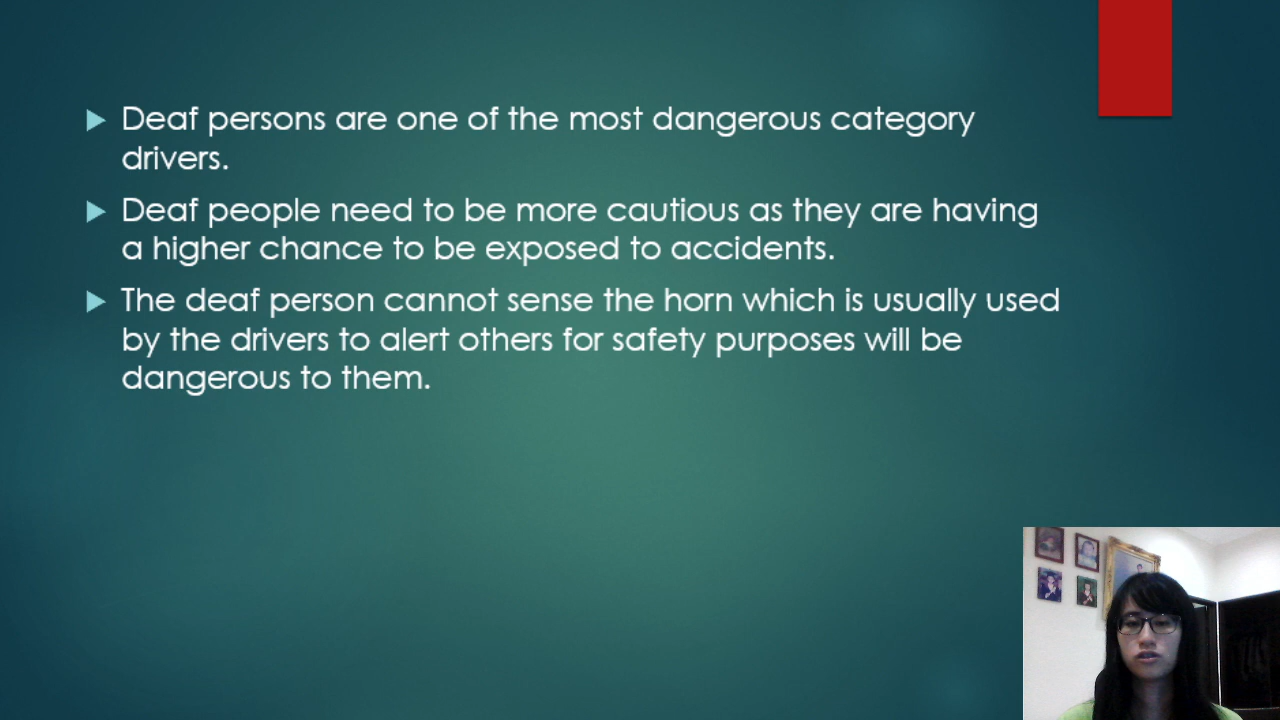 Deaf persons are one of the most dangerous category
drivers.
Deaf people need to be more cautious as they are having
a higher chance to be exposed to accidents.
The deaf person cannot sense the horn which is usually used
by the drivers to alert others for safety purposes will be
dangerous to them.